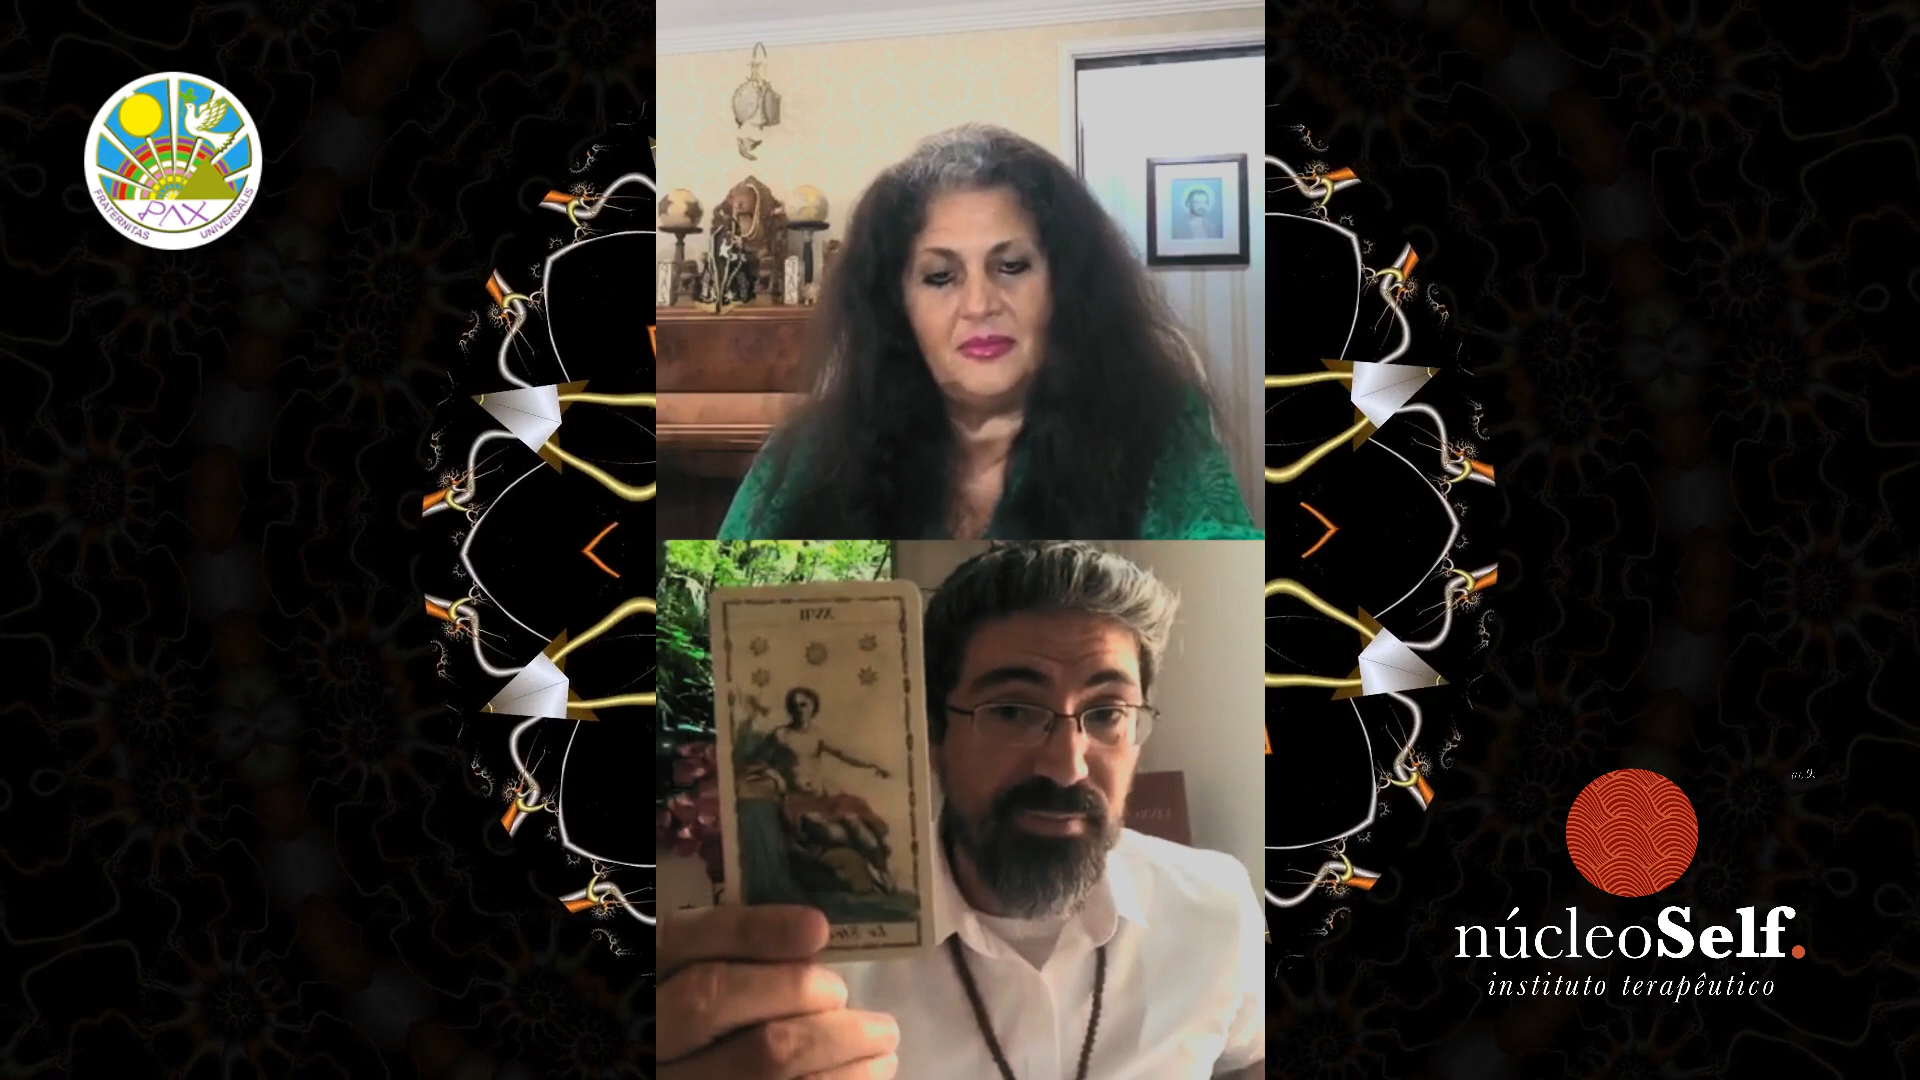 FRATERNITAS
PAX
UNIVERSALIS
XVII
núcleoSelf.
instituto terapêutico